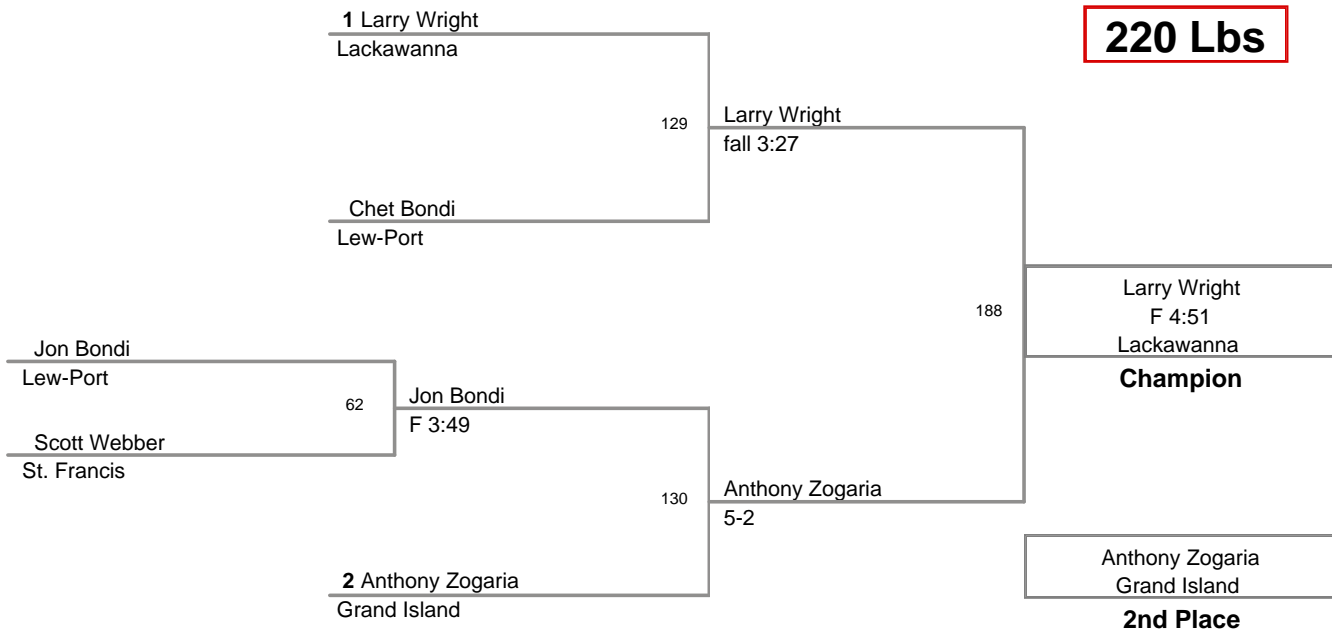 1 Larry Wright
Lackawanna
220 Lbs
129
Larry Wright
fall 3:27
Chet Bondi
Lew-Port
188
Larry Wright
F 4:51
Lackawanna
Champion
Jon Bondi
Lew-Port
62
Jon Bondi
F 3:49
Scott Webber
St. Francis
130
Anthony Zogaria
5-2
2 Anthony Zogaria
Grand Island
Anthony Zogaria
Grand Island
2nd Place